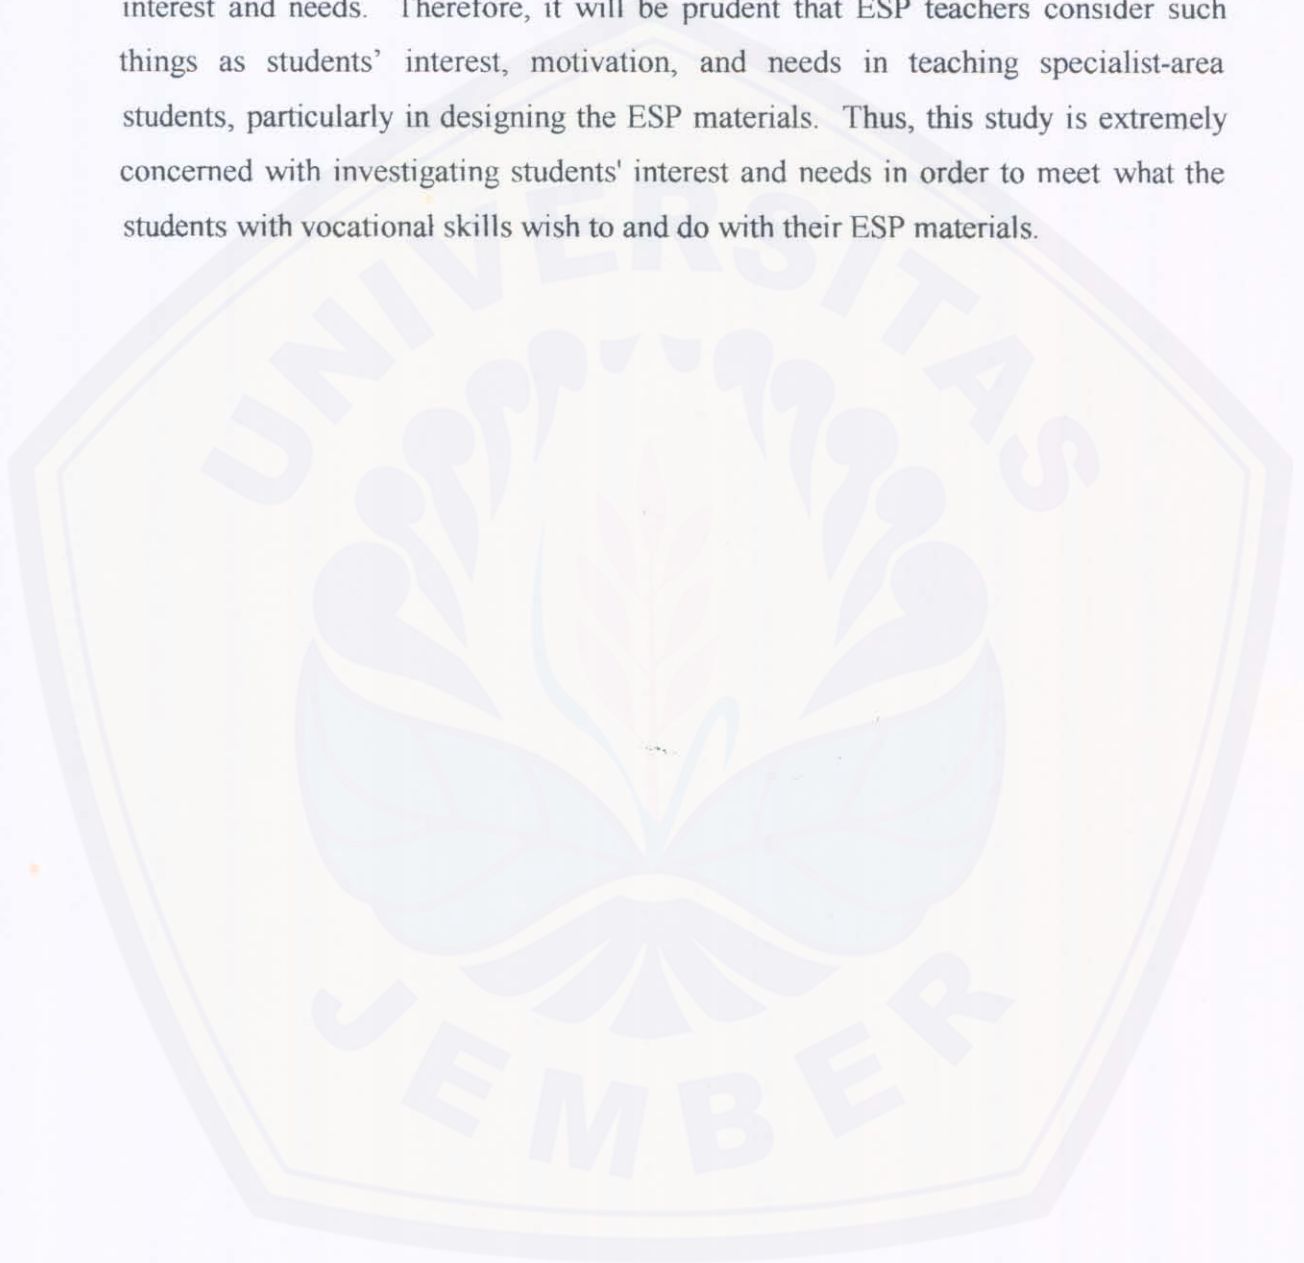 interest and needs. Therefore, it will be prudent that ESP teachers consider such
things as students' interest, motivation, and needs in teaching specialist-area
students, particularly in designing the ESP materials. Thus, this study is extremely
concerned with investigating students' interest and needs in order to meet what the
students with vocational skills wish to and do with their ESP materials.
UNIVERSITAS
JEMBER